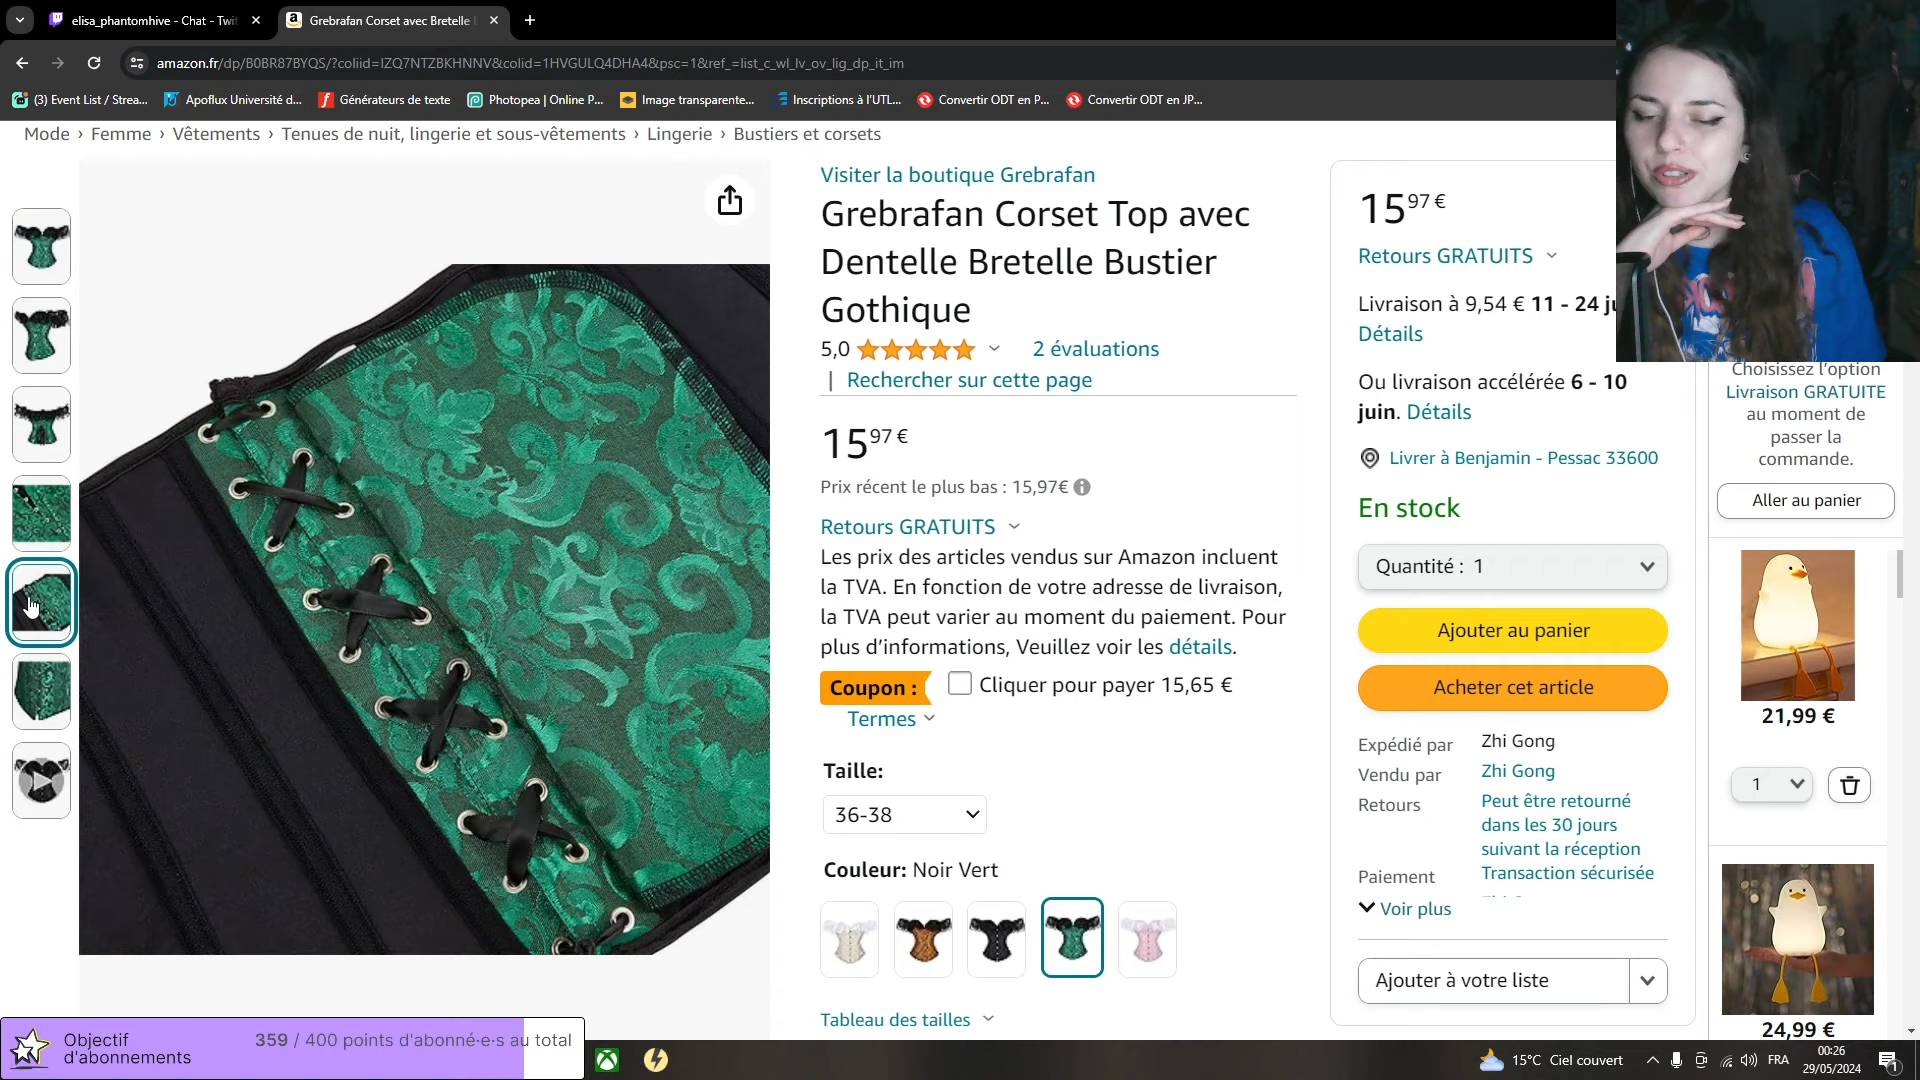 elisa_phantomhive - Chat - Twi
Grebrafan Corset avec Bretelle
amazon.fr/dp/B0BR87BYQS/?coliid=IZQ7NTZBKHNNV&colid=1HVGULQ4DHA4&psc=1&ref_=list_c_wl_lv_ov_lig_dp_it_im
(3) Event List / Strea...
Apoflux Université d...
Générateurs de texte
Photopea | Online P...
Image transparente...
Inscriptions à l'UTL...
Convertir ODT en P...
Convertir ODT en JP...
Mode › Femme › Vêtements › Tenues de nuit, lingerie et sous-vêtements › Lingerie › Bustiers et corsets
Visiter la boutique Grebrafan
Grebrafan Corset Top avec
Dentelle Bretelle Bustier
Gothique
5,0
2 évaluations
| Rechercher sur cette page
15 97 €
Prix récent le plus bas : 15,97€
Retours GRATUITS
Les prix des articles vendus sur Amazon incluent
la TVA. En fonction de votre adresse de livraison,
la TVA peut varier au moment du paiement. Pour
plus d'informations, Veuillez voir les détails.
Coupon :
Cliquer pour payer 15,65 €
Termes
Taille:
36-38
Couleur: Noir Vert
Tableau des tailles
15 97 €
Retours GRATUITS
Livraison à 9,54 € 11 - 24
Détails
Ou livraison accélérée 6 - 10
juin. Détails
Livrer à Benjamin - Pessac 33600
En stock
Quantité : 1
Ajouter au panier
Acheter cet article
Expédié par
Zhi Gong
Vendu par
Zhi Gong
Retours
Peut être retourné
dans les 30 jours
suivant la réception
Paiement
Transaction sécurisée
Voir plus
Ajouter à votre liste
Choisissez l'option
Livraison GRATUITE
au moment de
passer la
commande.
Aller au panier
21,99 €
1
24,99 €
Objectif
d'abonnements
359 / 400 points d'abonné·e·s au total
15°C Ciel couvert
FRA
00:26
29/05/2024
1